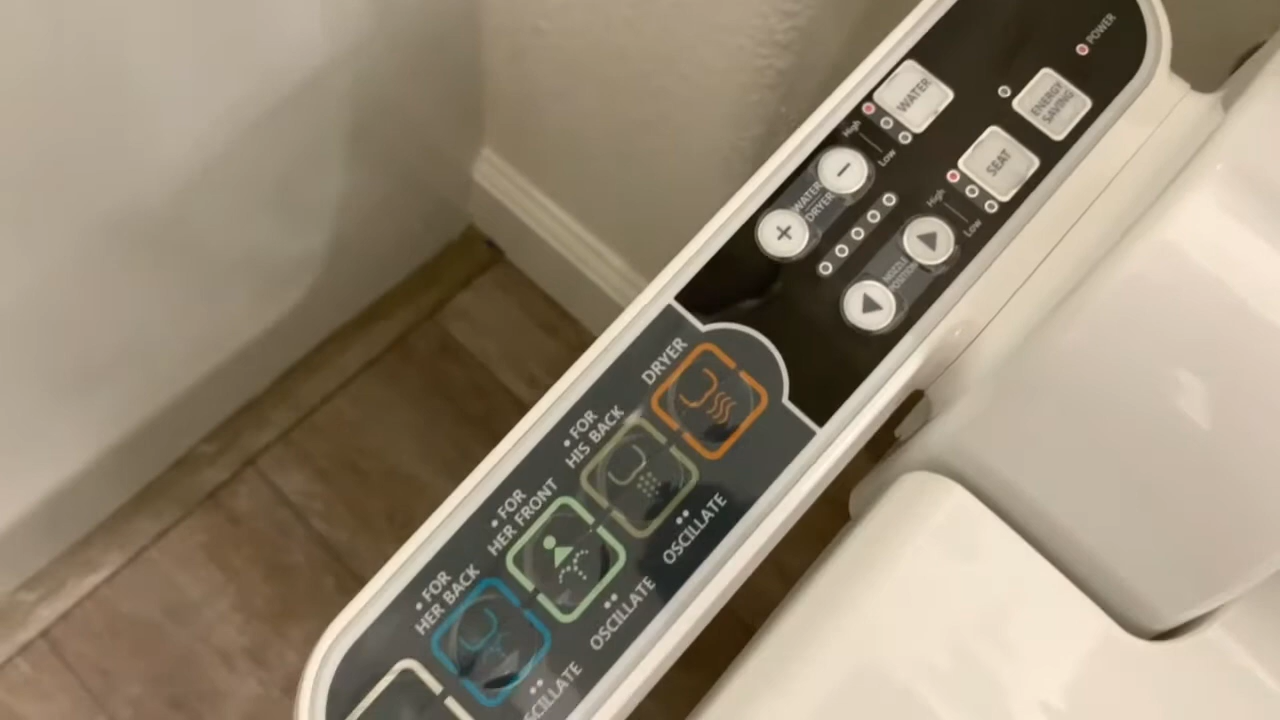 POWER
ENERGY
SAVING
WATER
High
Low
SEAT
High
Low
−
+
WATER
DRYER
NOZZLE
POSITION
DRYER
• FOR
HIS BACK
•• OSCILLATE
• FOR
HER FRONT
•• OSCILLATE
• FOR
HER BACK
•• OSCILLATE